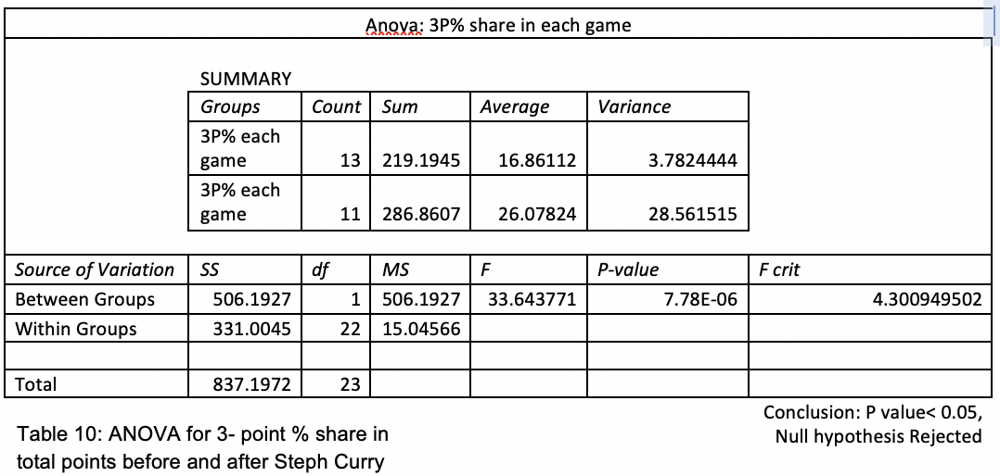 Anova: 3P% share in each game
SUMMARY
Groups Count Sum Average Variance
3P% each
game 13 219.1945 16.86112 3.7824444
3P% each
game 11 286.8607 26.07824 28.561515
Source of Variation SS df MS F P-value F crit
Between Groups 506.1927 1 506.1927 33.643771 7.78E-06 4.300949502
Within Groups 331.0045 22 15.04566
Total 837.1972 23
Conclusion: P value< 0.05,
Null hypothesis Rejected
Table 10: ANOVA for 3- point % share in
total points before and after Steph Curry